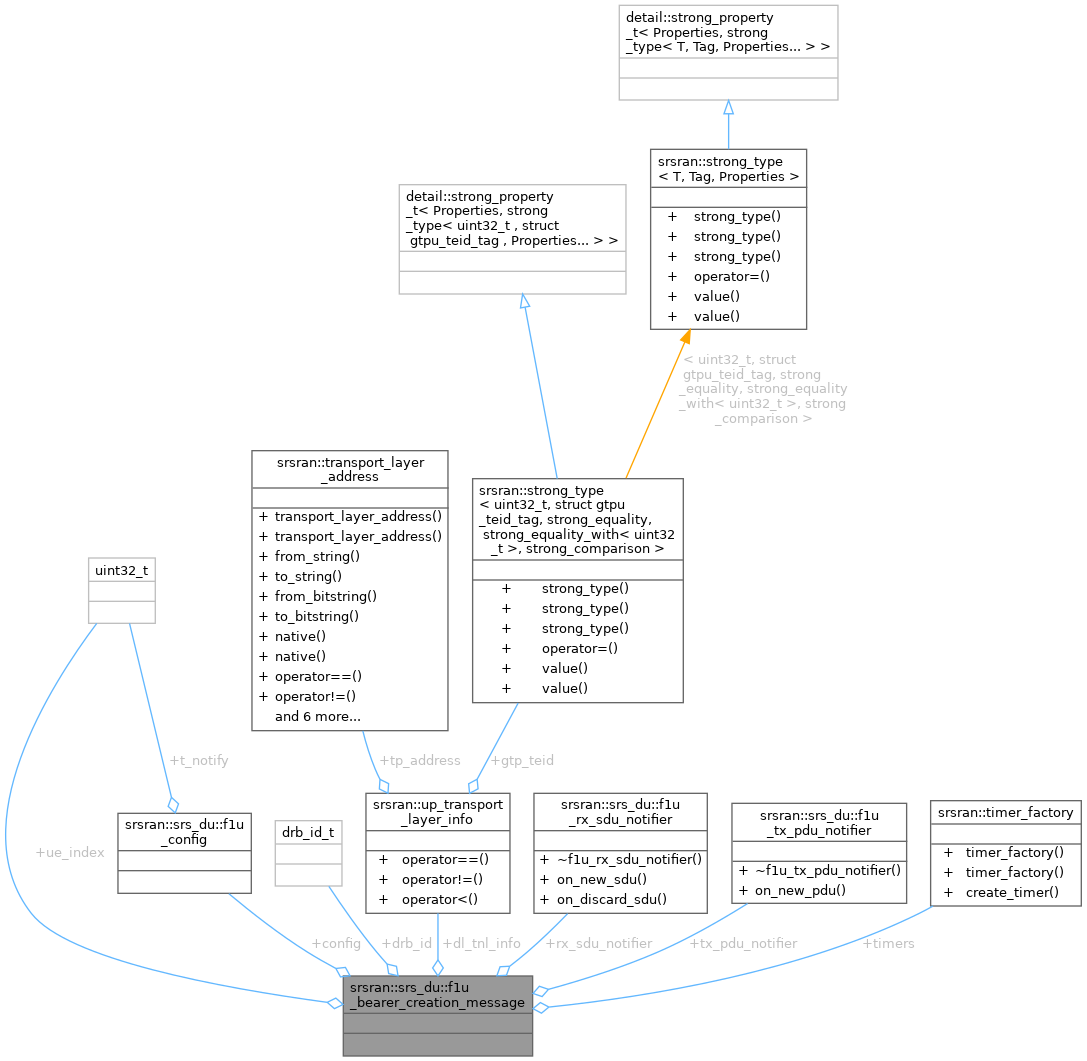 detail::strong_property
_t< Properties, strong
_type< T, Tag, Properties... > >
srsran::strong_type
< T, Tag, Properties >
+ strong_type()
+ strong_type()
+ strong_type()
+ operator=()
+ value()
+ value()
detail::strong_property
_t< Properties, strong
_type< uint32_t , struct
gtpu_teid_tag , Properties... > >
< uint32_t, struct
gtpu_teid_tag, strong
_equality, strong_equality
_with< uint32_t >, strong
_comparison >
srsran::transport_layer
_address
+ transport_layer_address()
+ transport_layer_address()
+ from_string()
+ to_string()
+ from_bitstring()
+ to_bitstring()
+ native()
+ native()
+ operator==()
+ operator!=()
and 6 more...
srsran::strong_type
< uint32_t, struct gtpu
_teid_tag, strong_equality,
strong_equality_with< uint32
_t >, strong_comparison >
+ strong_type()
+ strong_type()
+ strong_type()
+ operator=()
+ value()
+ value()
uint32_t
+t_notify
+tp_address
+gtp_teid
+ue_index
srsran::srs_du::f1u
_config
drb_id_t
srsran::up_transport
_layer_info
+ operator==()
+ operator!=()
+ operator<()
srsran::srs_du::f1u
_rx_sdu_notifier
+ ~f1u_rx_sdu_notifier()
+ on_new_sdu()
+ on_discard_sdu()
srsran::srs_du::f1u
_tx_pdu_notifier
+ ~f1u_tx_pdu_notifier()
+ on_new_pdu()
srsran::timer_factory
+ timer_factory()
+ timer_factory()
+ create_timer()
+config
+drb_id
+dl_tnl_info
+rx_sdu_notifier
+tx_pdu_notifier
+timers
srsran::srs_du::f1u
_bearer_creation_message